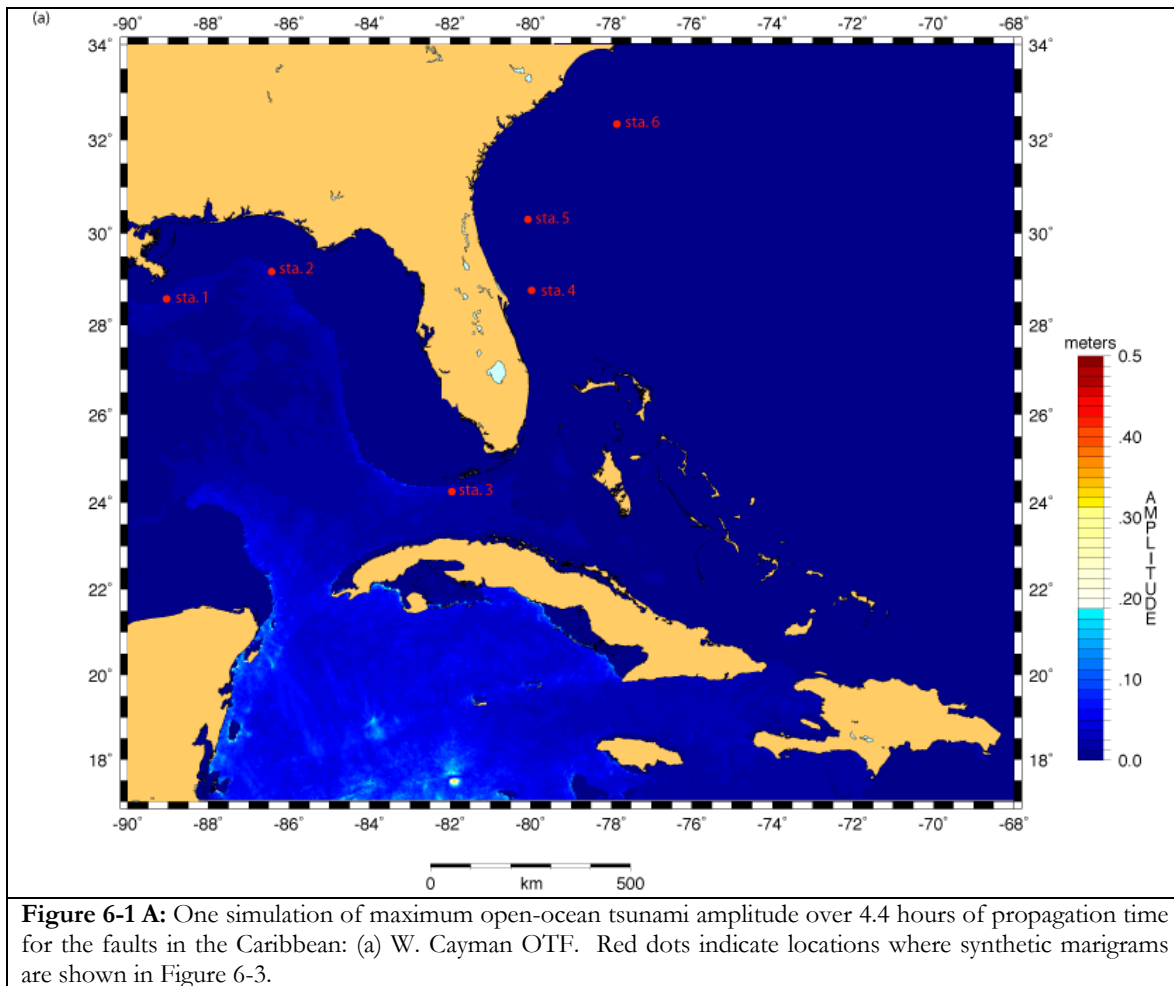 (a)
-90 -88 -86 -84 -82 -80 -78 -76 -74 -72 -70 -68
34° 34°
32° 32°
30° 30°
28° 28°
26° 26°
24° 24°
22° 22°
20° 20°
18° 18°
sta. 6
sta. 5
sta. 2
sta. 4
sta. 1
sta. 3
meters
0.5
.40
.30
.20
.10
0.0
AMPLITUDE
-90 -88 -86 -84 -82 -80 -78 -76 -74 -72 -70 -68
0 km 500
Figure 6-1 A: One simulation of maximum open-ocean tsunami amplitude over 4.4 hours of propagation time
for the faults in the Caribbean: (a) W. Cayman OTF. Red dots indicate locations where synthetic marigrams
are shown in Figure 6-3.